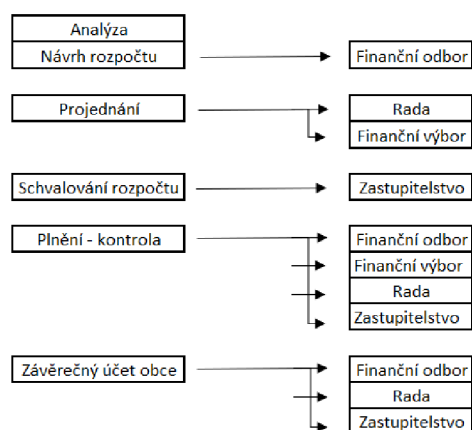 Analýza
Návrh rozpočtu
Finanční odbor
Projednání
Rada
Finanční výbor
Schvalování rozpočtu
Zastupitelstvo
Plnění - kontrola
Finanční odbor
Finanční výbor
Rada
Zastupitelstvo
Závěrečný účet obce
Finanční odbor
Rada
Zastupitelstvo